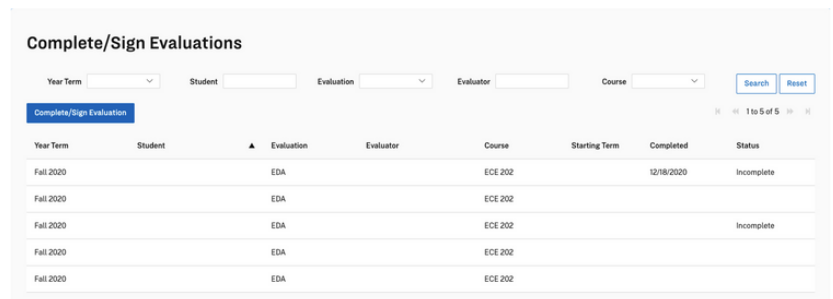 Complete/Sign Evaluations
Year Term Student Evaluation Evaluator Course Search Reset
Complete/Sign Evaluation 1 to 5 of 5
Year Term Student Evaluation Evaluator Course Starting Term Completed Status
Fall 2020 EDA ECE 202 12/18/2020 Incomplete
Fall 2020 EDA ECE 202
Fall 2020 EDA ECE 202 Incomplete
Fall 2020 EDA ECE 202
Fall 2020 EDA ECE 202